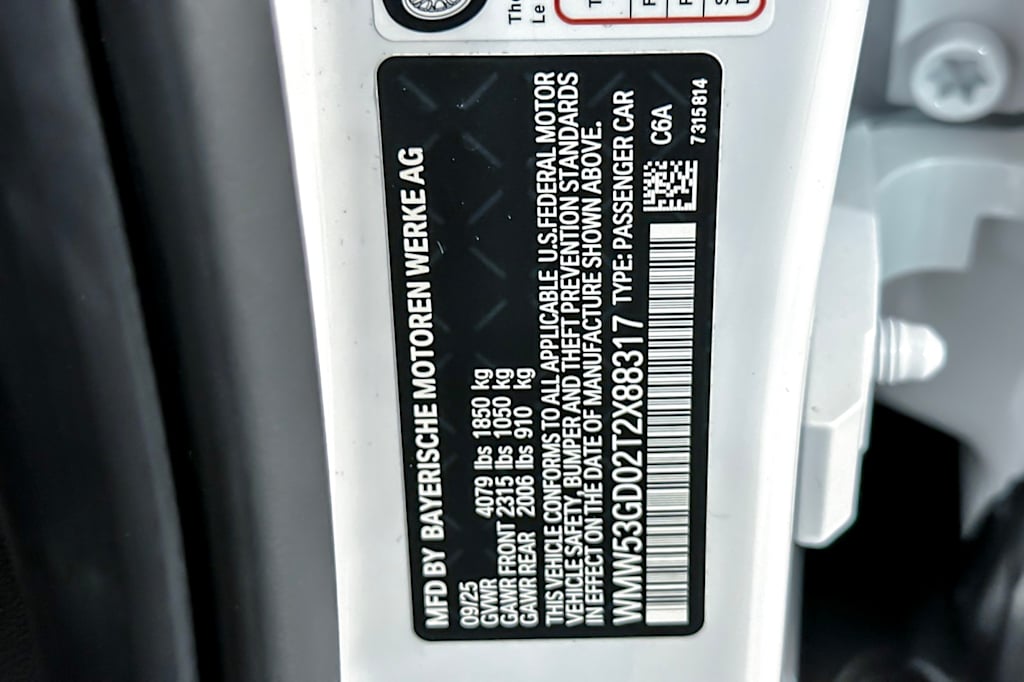 The
Le
MFD BY BAYERISCHE MOTOREN WERKE AG
09/25
GVWR 4079 lbs 1850 kg
GAWR FRONT 2315 lbs 1050 kg
GAWR REAR 2006 lbs 910 kg
THIS VEHICLE CONFORMS TO ALL APPLICABLE U.S.FEDERAL MOTOR
VEHICLE SAFETY, BUMPER AND THEFT PREVENTION STANDARDS
IN EFFECT ON THE DATE OF MANUFACTURE SHOWN ABOVE.
WMW53GD02T2X88317 TYPE: PASSENGER CAR
C6A
7315814